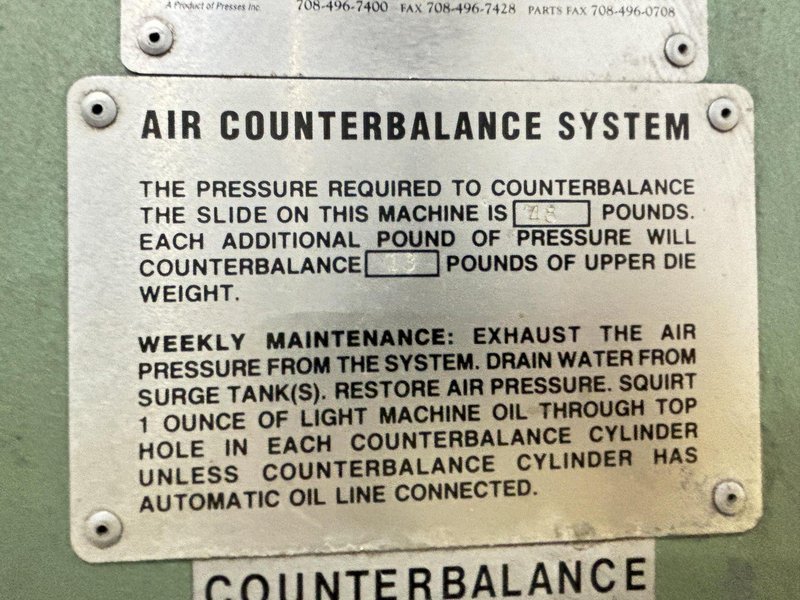 A Product of Presses Inc.
708-496-7400 FAX 708-496-7428 PARTS FAX 708-496-0708
AIR COUNTERBALANCE SYSTEM
THE PRESSURE REQUIRED TO COUNTERBALANCE
THE SLIDE ON THIS MACHINE IS POUNDS.
EACH ADDITIONAL POUND OF PRESSURE WILL
COUNTERBALANCE POUNDS OF UPPER DIE
WEIGHT.
WEEKLY MAINTENANCE: EXHAUST THE AIR
PRESSURE FROM THE SYSTEM. DRAIN WATER FROM
SURGE TANK(S). RESTORE AIR PRESSURE. SQUIRT
1 OUNCE OF LIGHT MACHINE OIL THROUGH TOP
HOLE IN EACH COUNTERBALANCE CYLINDER
UNLESS COUNTERBALANCE CYLINDER HAS
AUTOMATIC OIL LINE CONNECTED.
COUNTERBALANCE